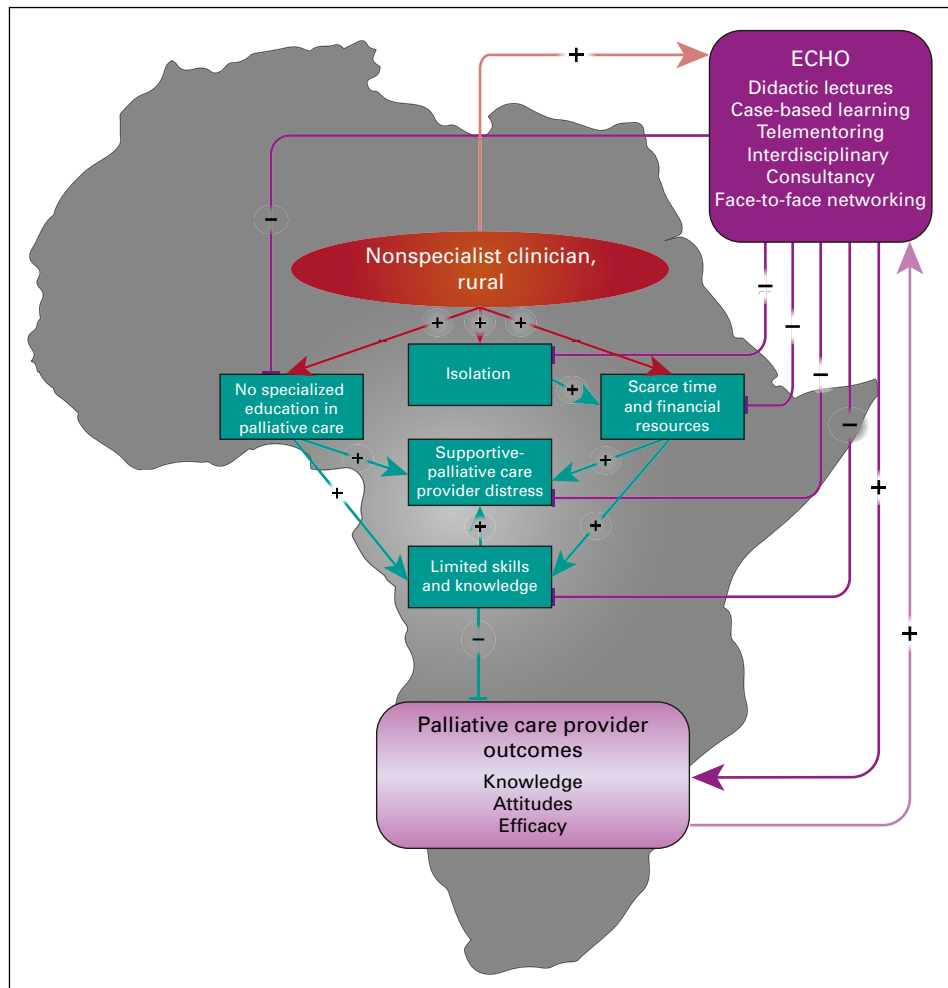 +
ECHO
Didactic lectures
Case-based learning
Telementoring
Interdisciplinary
Consultancy
Face-to-face networking
−
Nonspecialist clinician,
rural
−
−
+
+
+
−
−
−
No specialized
education in
palliative care
Isolation
+
Scarce time
and financial
resources
−
−
+
Supportive-
palliative care
provider distress
+
+
+
+
+
Limited skills
and knowledge
−
+
Palliative care provider
outcomes
Knowledge
Attitudes
Efficacy